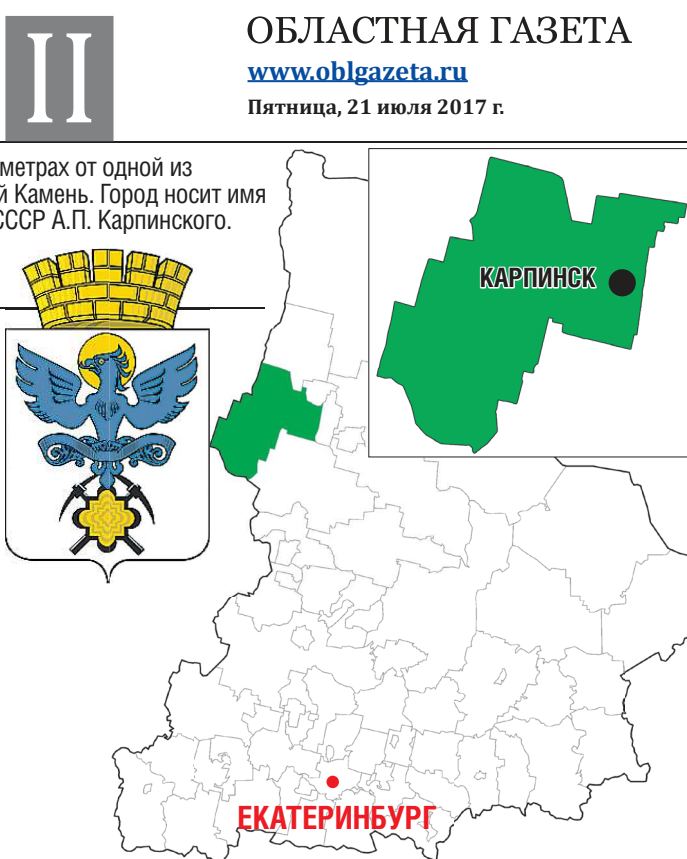 II
ОБЛАСТНАЯ ГАЗЕТА
www.oblgazeta.ru
Пятница, 21 июля 2017 г.
метрах от одной из
й Камень. Город носит имя
СССР А.П. Карпинского.
КАРПИНСК
ЕКАТЕРИНБУРГ